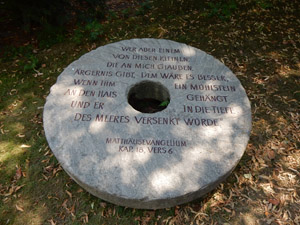 WER ABER EINEM
VON DIESEN KLEINEN
DIE AN MICH GLAUBEN
ÄRGERNIS GIBT, DEM WÄRE ES BESSER,
WENN IHM EIN MÜHLSTEIN
AN DEN HALS GEHÄNGT
UND ER IN DIE TIEFE
DES MEERES VERSENKT WÜRDE"
MATTHÄUSEVANGELIUM
KAP. 18, VERS 6